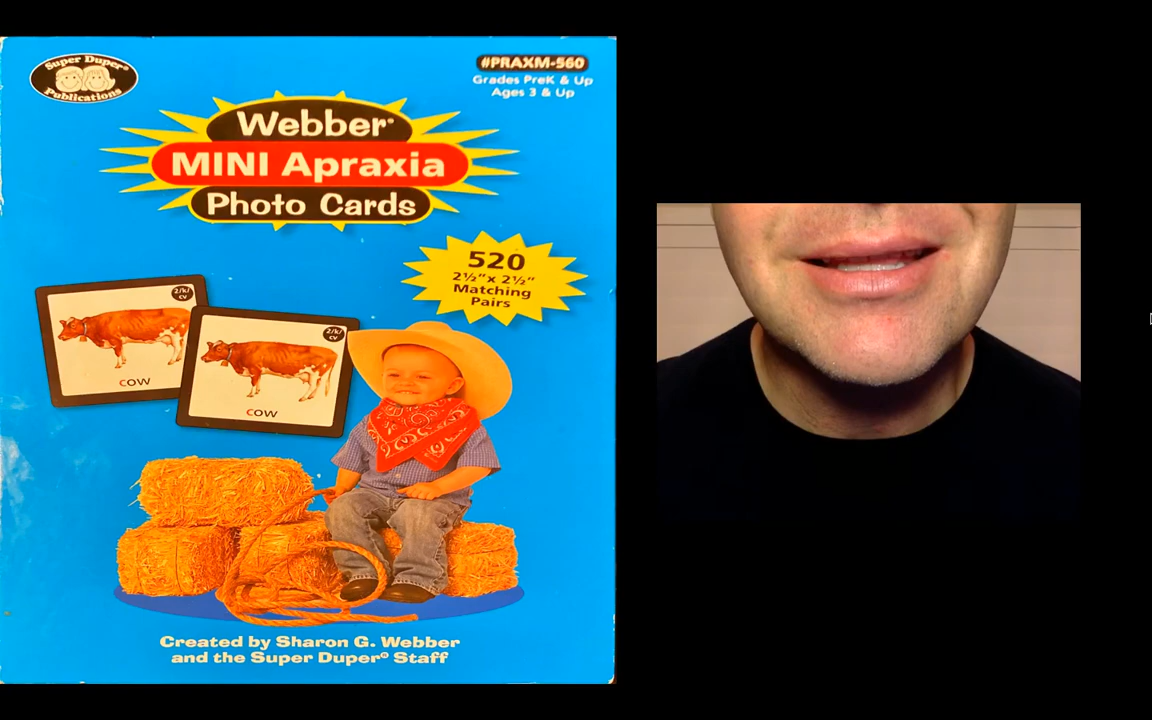 Super Duper®
Publications
#PRAXM-560
Grades PreK & Up
Ages 3 & Up
Webber®
MINI Apraxia
Photo Cards
520
2½"x 2½"
Matching
Pairs
2/k/
cv
cow
2/k/
cv
cow
Created by Sharon G. Webber
and the Super Duper® Staff